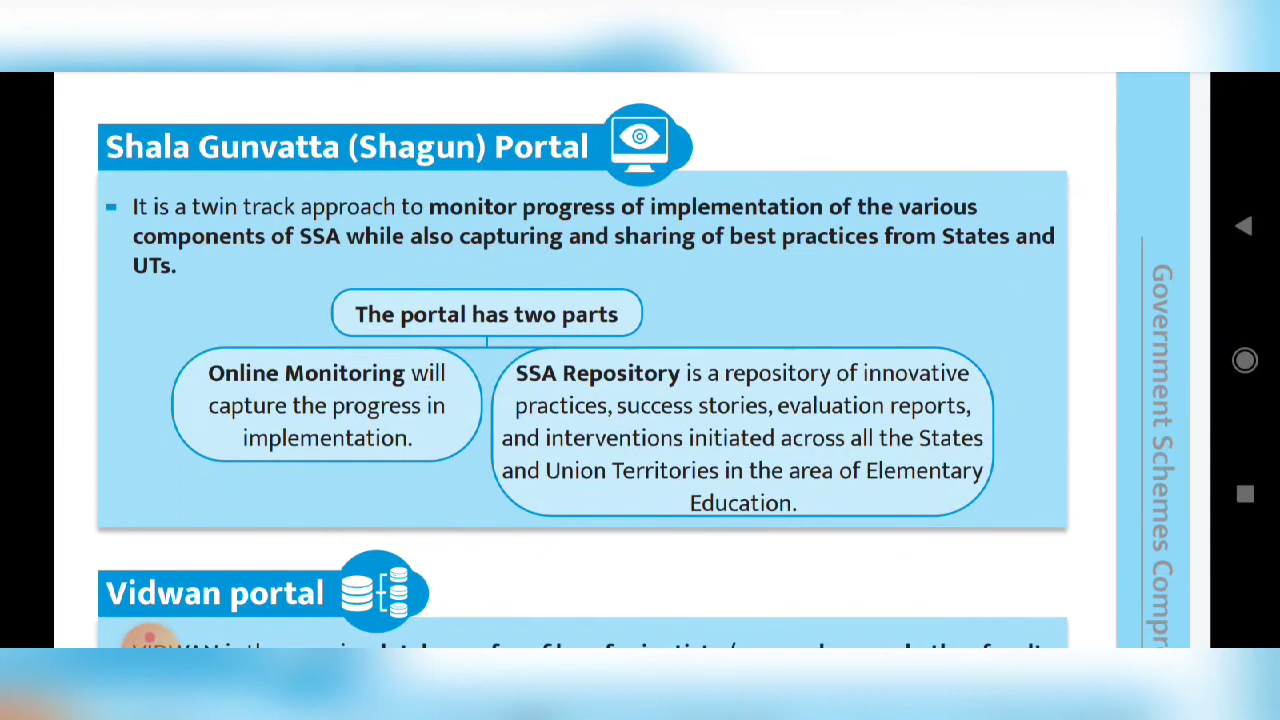 Shala Gunvatta (Shagun) Portal
It is a twin track approach to monitor progress of implementation of the various
components of SSA while also capturing and sharing of best practices from States and
UTs.
The portal has two parts
Online Monitoring will
capture the progress in
implementation.
SSA Repository is a repository of innovative
practices, success stories, evaluation reports,
and interventions initiated across all the States
and Union Territories in the area of Elementary
Education.
Vidwan portal
Government Schemes Compr